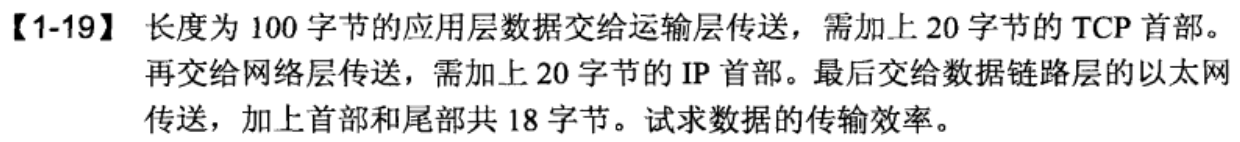 【1-19】 长度为 100 字节的应用层数据交给运输层传送，需加上 20 字节的 TCP 首部。
再交给网络层传送，需加上 20 字节的 IP 首部。最后交给数据链路层的以太网
传送，加上首部和尾部共 18 字节。试求数据的传输效率。